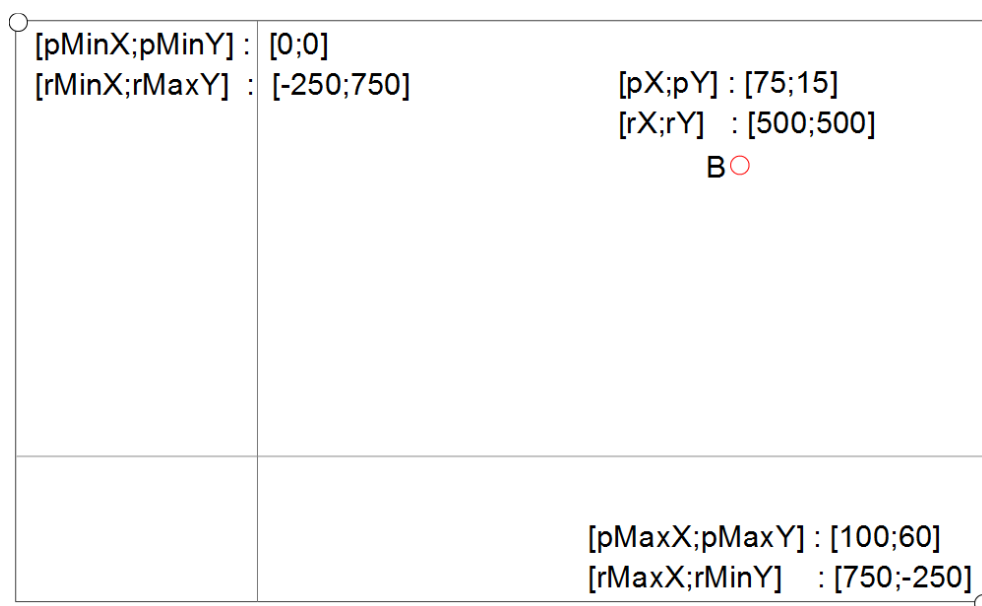 [pMinX;pMinY] : [0;0]
[rMinX;rMaxY] : [-250;750]
[pX;pY] : [75;15]
[rX;rY] : [500;500]
B
[pMaxX;pMaxY] : [100;60]
[rMaxX;rMinY] : [750;-250]